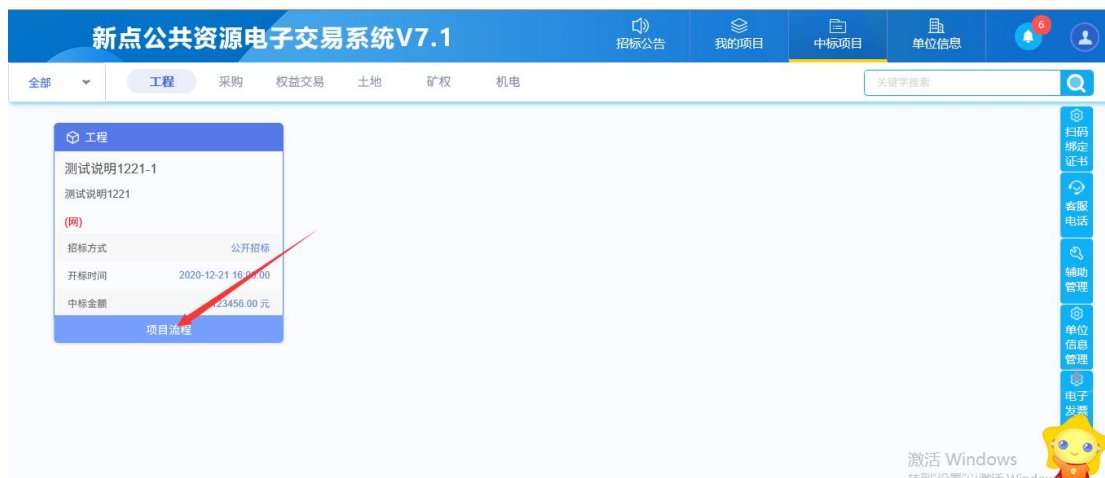 新点公共资源电子交易系统V7.1
招标公告
我的项目
中标项目
单位信息
6
全部
工程
采购
权益交易
土地
矿权
机电
关键字搜索
工程
测试说明1221-1
测试说明1221
(网)
招标方式
公开招标
开标时间
2020-12-21 16:00:00
中标金额
123456.00 元
项目流程
扫码
绑定
证书
客服
电话
辅助
管理
单位
信息
管理
电子
发票
激活 Windows